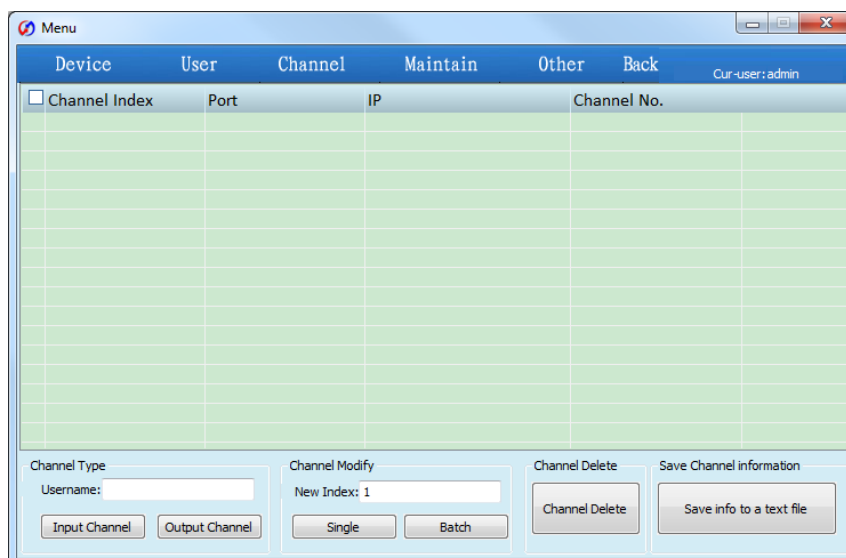 Menu
Device User Channel Maintain Other Back Cur-user:admin
Channel Index Port IP Channel No.
Channel Type Channel Modify Channel Delete Save Channel information
Username: New Index: 1
Channel Delete Save info to a text file
Input Channel Output Channel Single Batch